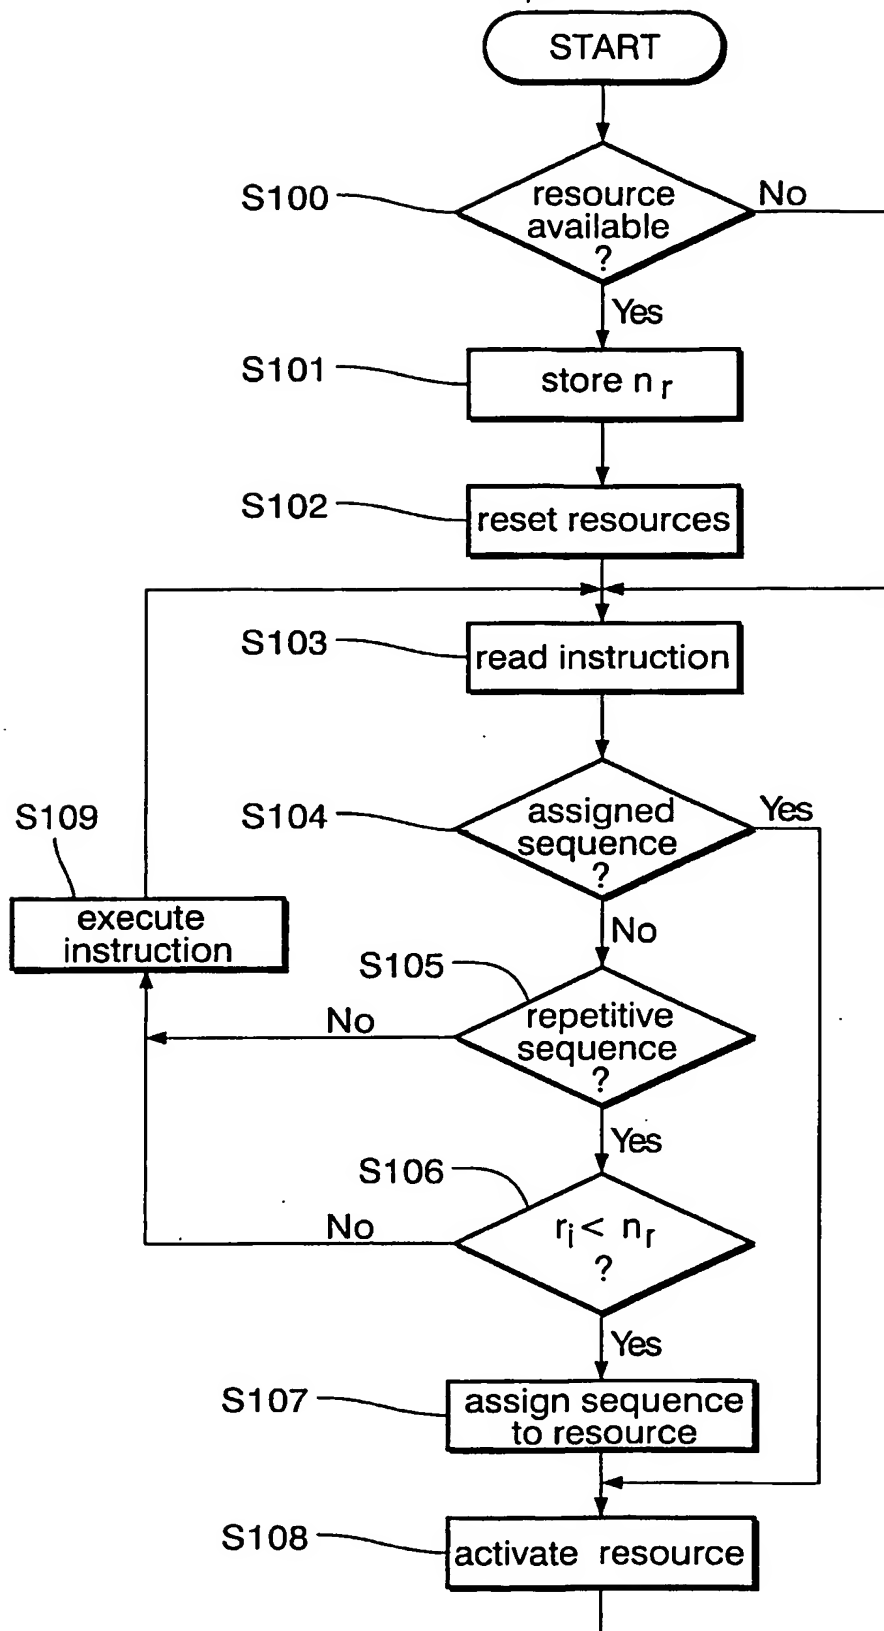 START
S100
resource
available
?
No
Yes
S101
store n r
S102
reset resources
S103
read instruction
S104
assigned
sequence
?
Yes
No
S109
execute
instruction
S105
repetitive
sequence
?
No
Yes
S106
ri < nr
?
No
Yes
S107
assign sequence
to resource
S108
activate resource